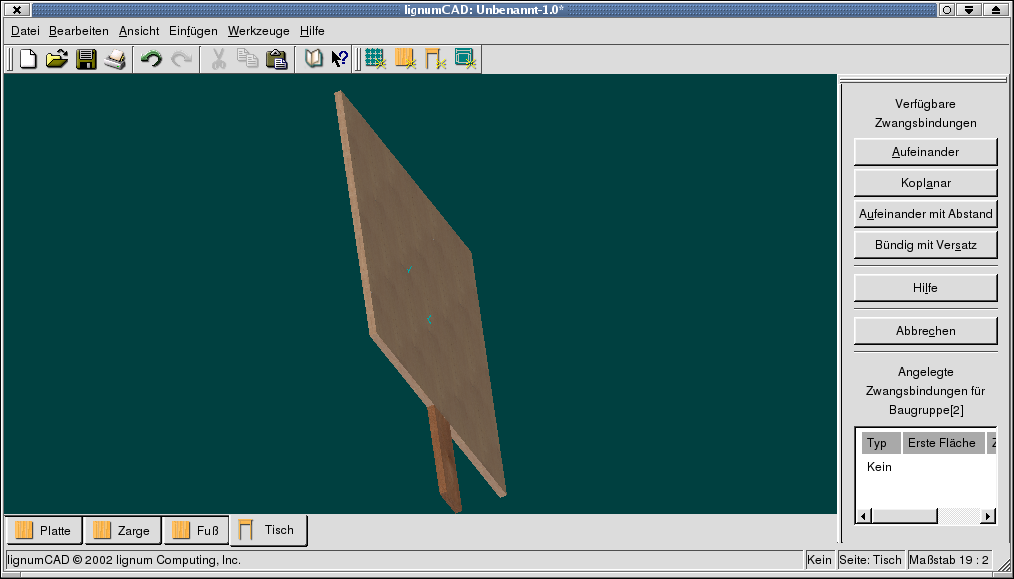 lignumCAD: Unbenannt-1.0*
Datei Bearbeiten Ansicht Einfügen Werkzeuge Hilfe
Verfügbare
Zwangsbindungen
Aufeinander
Koplanar
Aufeinander mit Abstand
Bündig mit Versatz
Hilfe
Abbrechen
Angelegte
Zwangsbindungen für
Baugruppe[2]
Typ Erste Fläche Z
Kein
Platte Zarge Fuß Tisch
lignumCAD © 2002 lignum Computing, Inc. Kein Seite: Tisch Maßstab 19 : 2